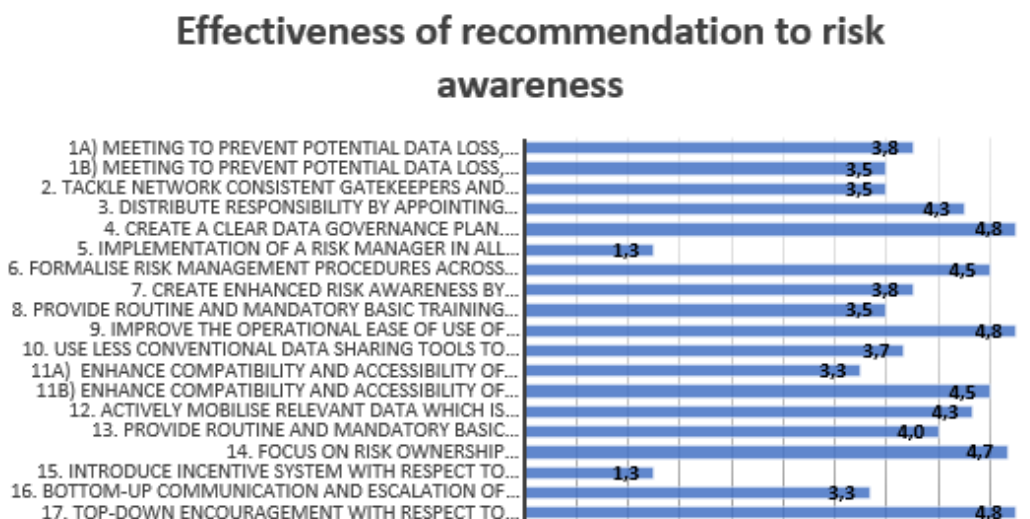 Effectiveness of recommendation to risk
awareness
1A) MEETING TO PREVENT POTENTIAL DATA LOSS,... 3,8
1B) MEETING TO PREVENT POTENTIAL DATA LOSS,... 3,5
2. TACKLE NETWORK CONSISTENT GATEKEEPERS AND... 3,5
3. DISTRIBUTE RESPONSIBILITY BY APPOINTING... 4,3
4. CREATE A CLEAR DATA GOVERNANCE PLAN.... 4,8
5. IMPLEMENTATION OF A RISK MANAGER IN ALL... 1,3
6. FORMALISE RISK MANAGEMENT PROCEDURES ACROSS... 4,5
7. CREATE ENHANCED RISK AWARENESS BY... 3,8
8. PROVIDE ROUTINE AND MANDATORY BASIC TRAINING... 3,5
9. IMPROVE THE OPERATIONAL EASE OF USE OF... 4,8
10. USE LESS CONVENTIONAL DATA SHARING TOOLS TO... 3,7
11A) ENHANCE COMPATIBILITY AND ACCESSIBILITY OF... 3,3
11B) ENHANCE COMPATIBILITY AND ACCESSIBILITY OF... 4,5
12. ACTIVELY MOBILISE RELEVANT DATA WHICH IS... 4,3
13. PROVIDE ROUTINE AND MANDATORY BASIC... 4,0
14. FOCUS ON RISK OWNERSHIP... 4,7
15. INTRODUCE INCENTIVE SYSTEM WITH RESPECT TO... 1,3
16. BOTTOM-UP COMMUNICATION AND ESCALATION OF... 3,3
17. TOP-DOWN ENCOURAGEMENT WITH RESPECT TO... 4,8